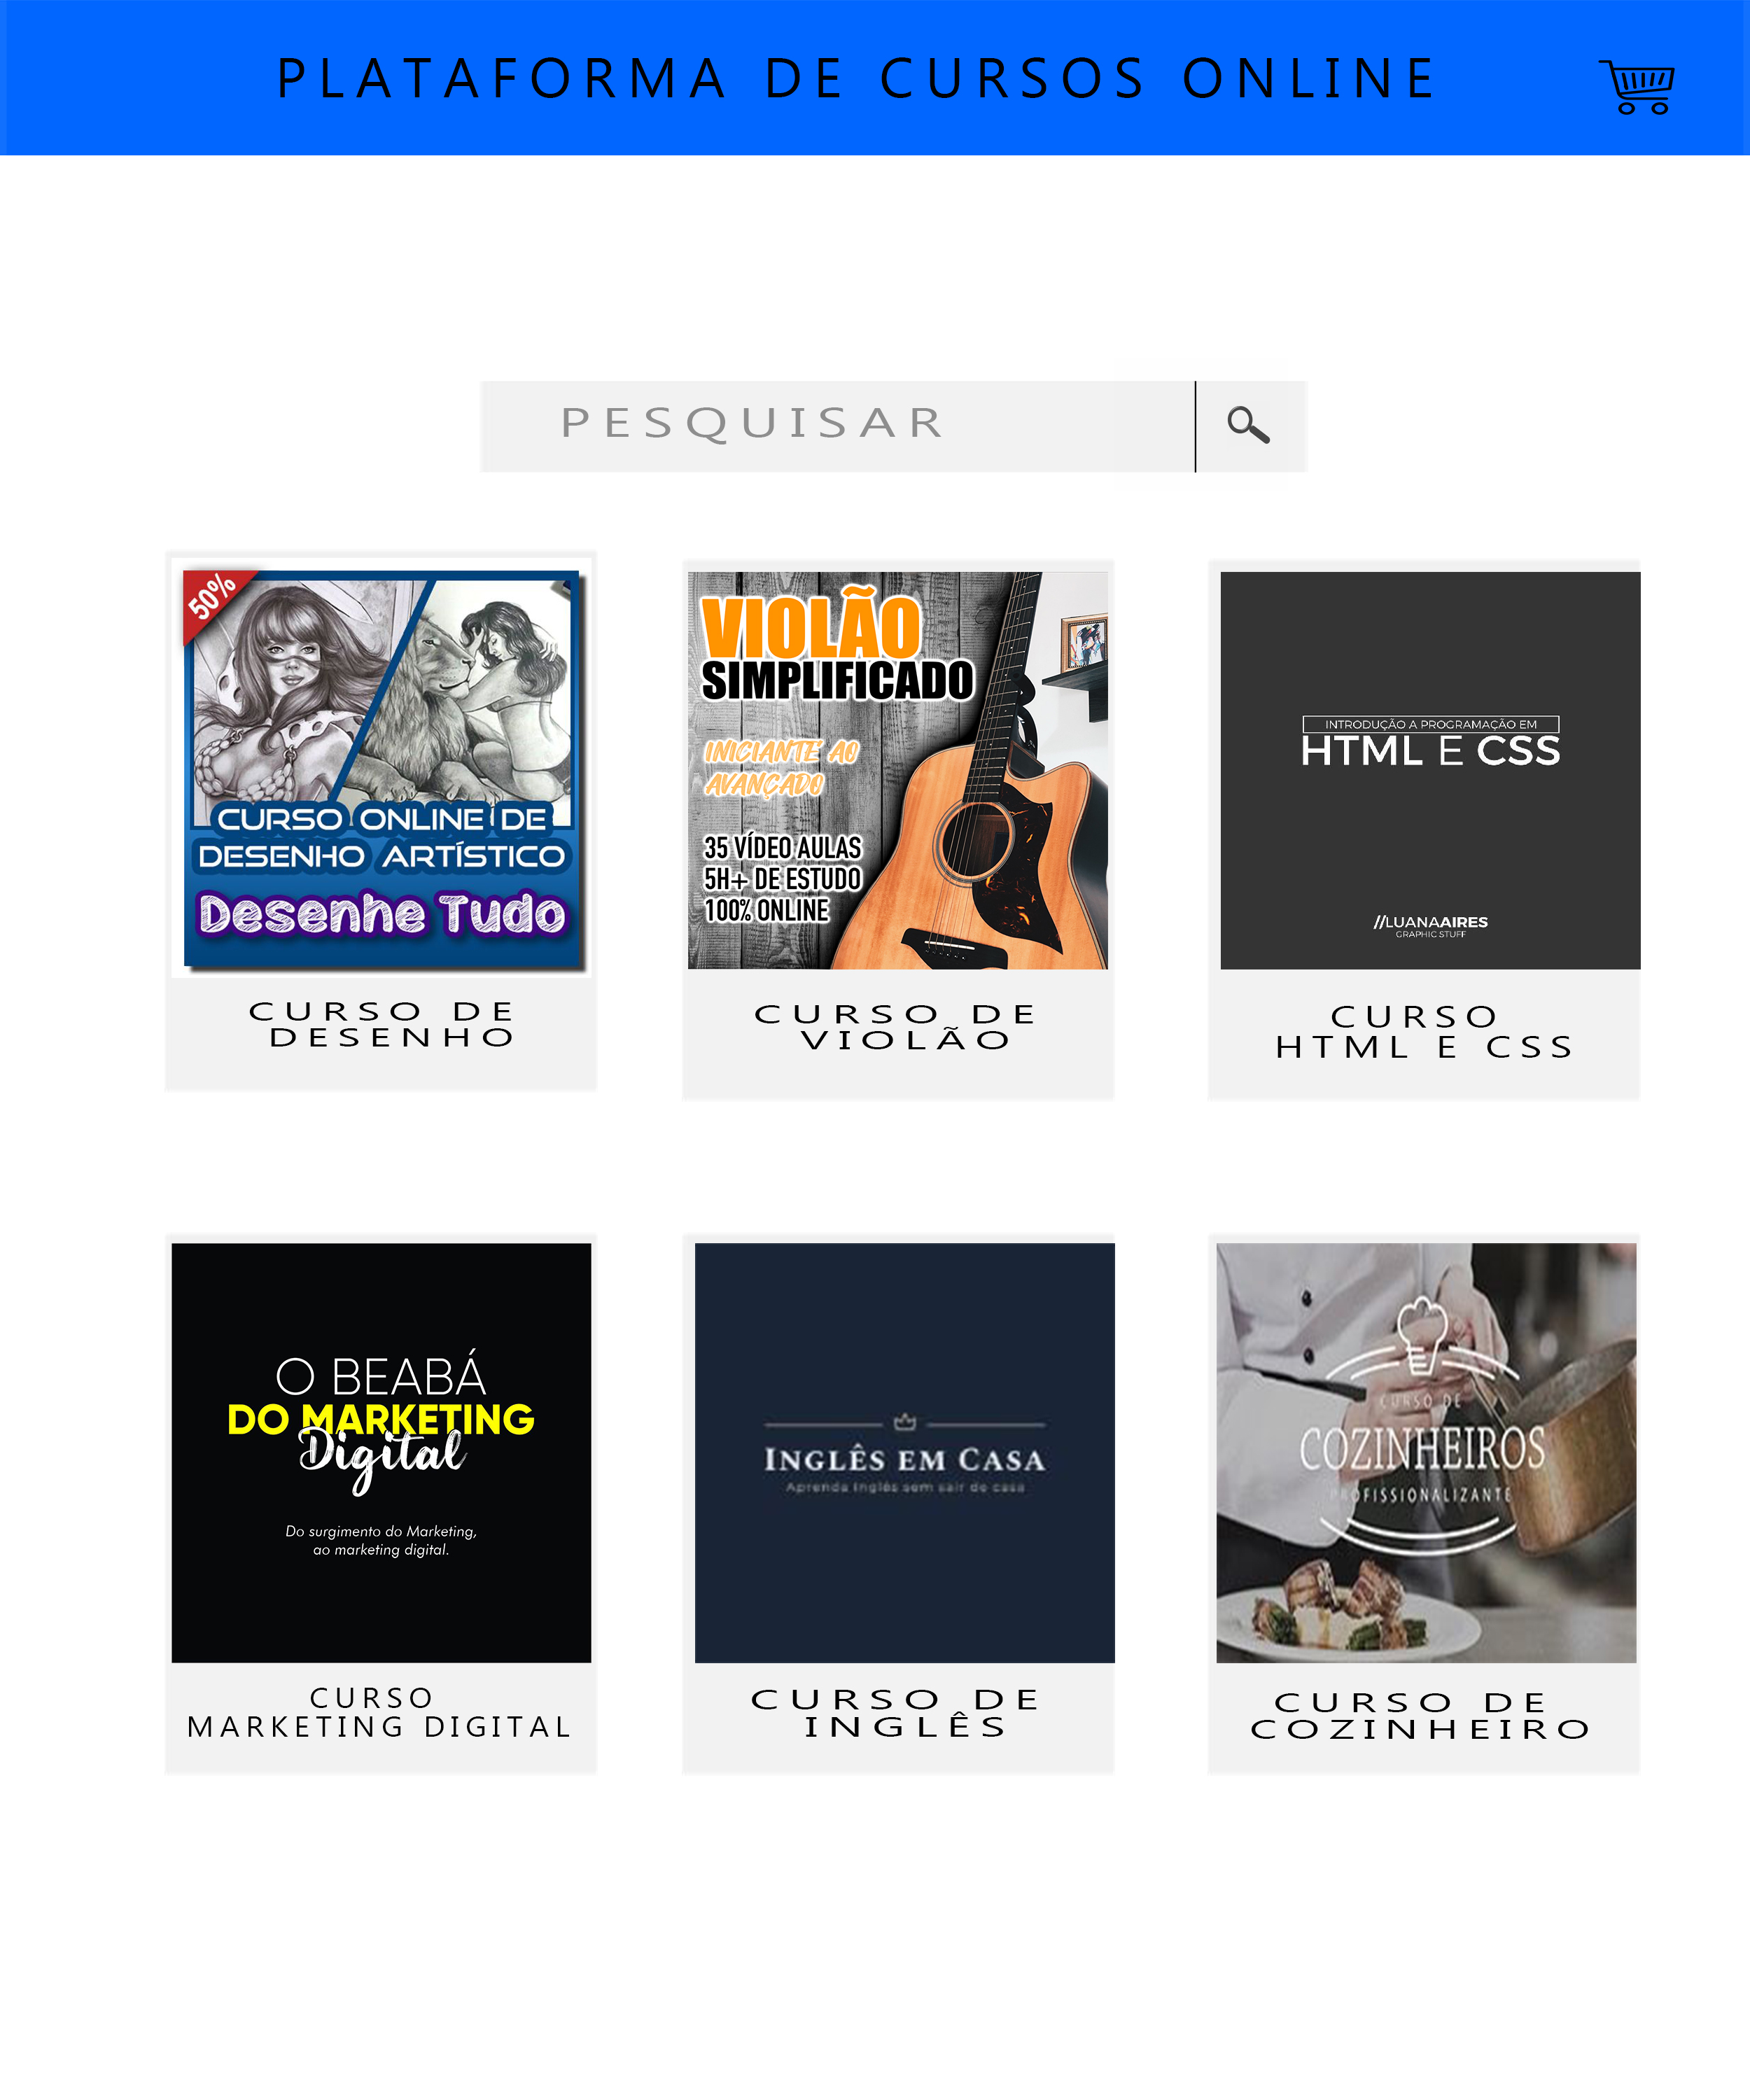 PLATAFORMA DE CURSOS ONLINE
PESQUISAR
50%
CURSO ONLINE DE
DESENHO ARTÍSTICO
Desenhe Tudo
CURSO DE
DESENHO
VIOLÃO
SIMPLIFICADO
INICIANTE AO
AVANÇADO
35 VÍDEO AULAS
5H+ DE ESTUDO
100% ONLINE
CURSO DE
VIOLÃO
INTRODUÇÃO A PROGRAMAÇÃO EM
HTML E CSS
//LUANAAIRES
GRAPHIC STUFF
CURSO
HTML E CSS
O BEABÁ
DO MARKETING
Digital
Do surgimento do Marketing,
ao marketing digital.
CURSO
MARKETING DIGITAL
INGLÊS EM CASA
Aprenda Inglês sem sair de casa
CURSO DE
INGLÊS
CURSO DE
COZINHEIROS
PROFISSIONALIZANTE
CURSO DE
COZINHEIRO